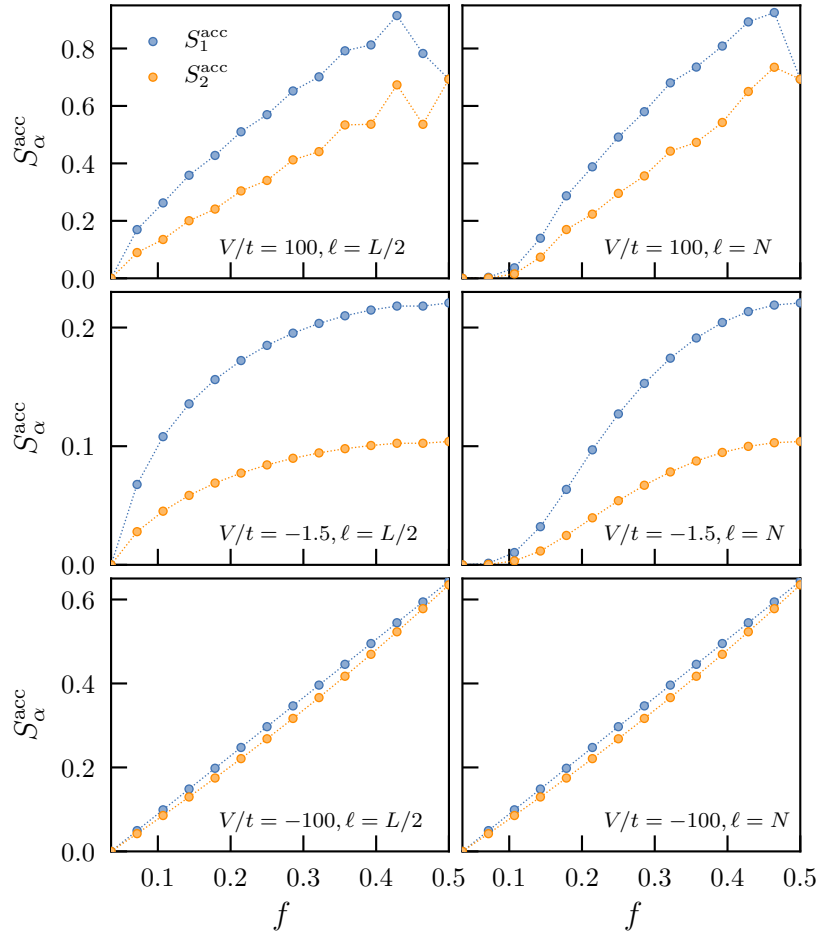 0.8
0.6
0.4
0.2
0.0
S_α^acc
S_1^acc
S_2^acc
V/t = 100, ℓ = L/2
V/t = 100, ℓ = N
0.2
0.1
0.0
S_α^acc
V/t = −1.5, ℓ = L/2
V/t = −1.5, ℓ = N
0.6
0.4
0.2
0.0
S_α^acc
V/t = −100, ℓ = L/2
V/t = −100, ℓ = N
0.1 0.2 0.3 0.4 0.5
0.1 0.2 0.3 0.4 0.5
f
f